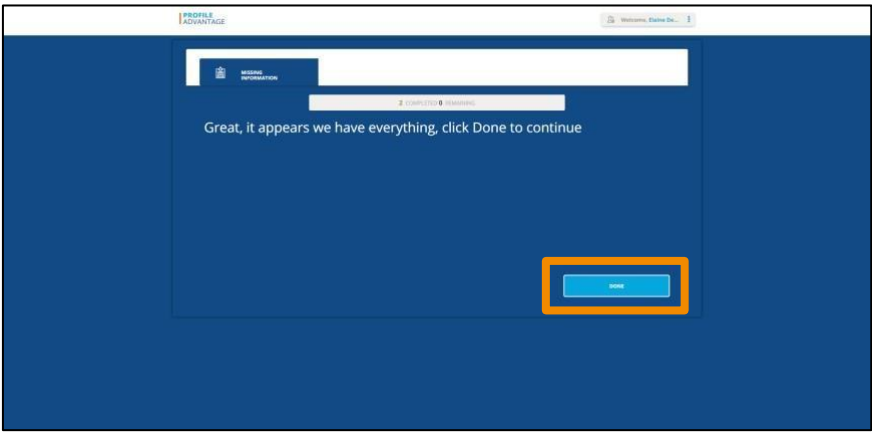 PROFILE
ADVANTAGE
Welcome, Elaine De... 
MISSING
INFORMATION
2 COMPLETED 0 REMAINING
Great, it appears we have everything, click Done to continue
DONE